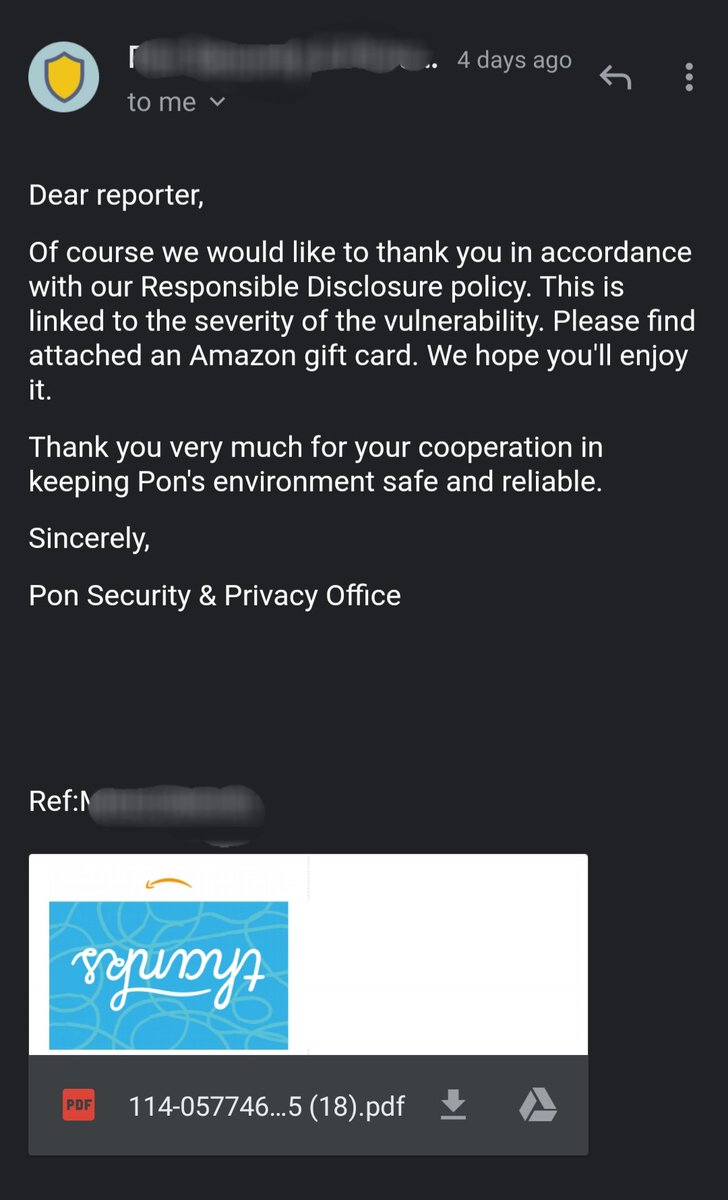 4 days ago
to me
Dear reporter,
Of course we would like to thank you in accordance
with our Responsible Disclosure policy. This is
linked to the severity of the vulnerability. Please find
attached an Amazon gift card. We hope you'll enjoy
it.
Thank you very much for your cooperation in
keeping Pon's environment safe and reliable.
Sincerely,
Pon Security & Privacy Office
Ref:
thanks
PDF
114-057746...5 (18).pdf